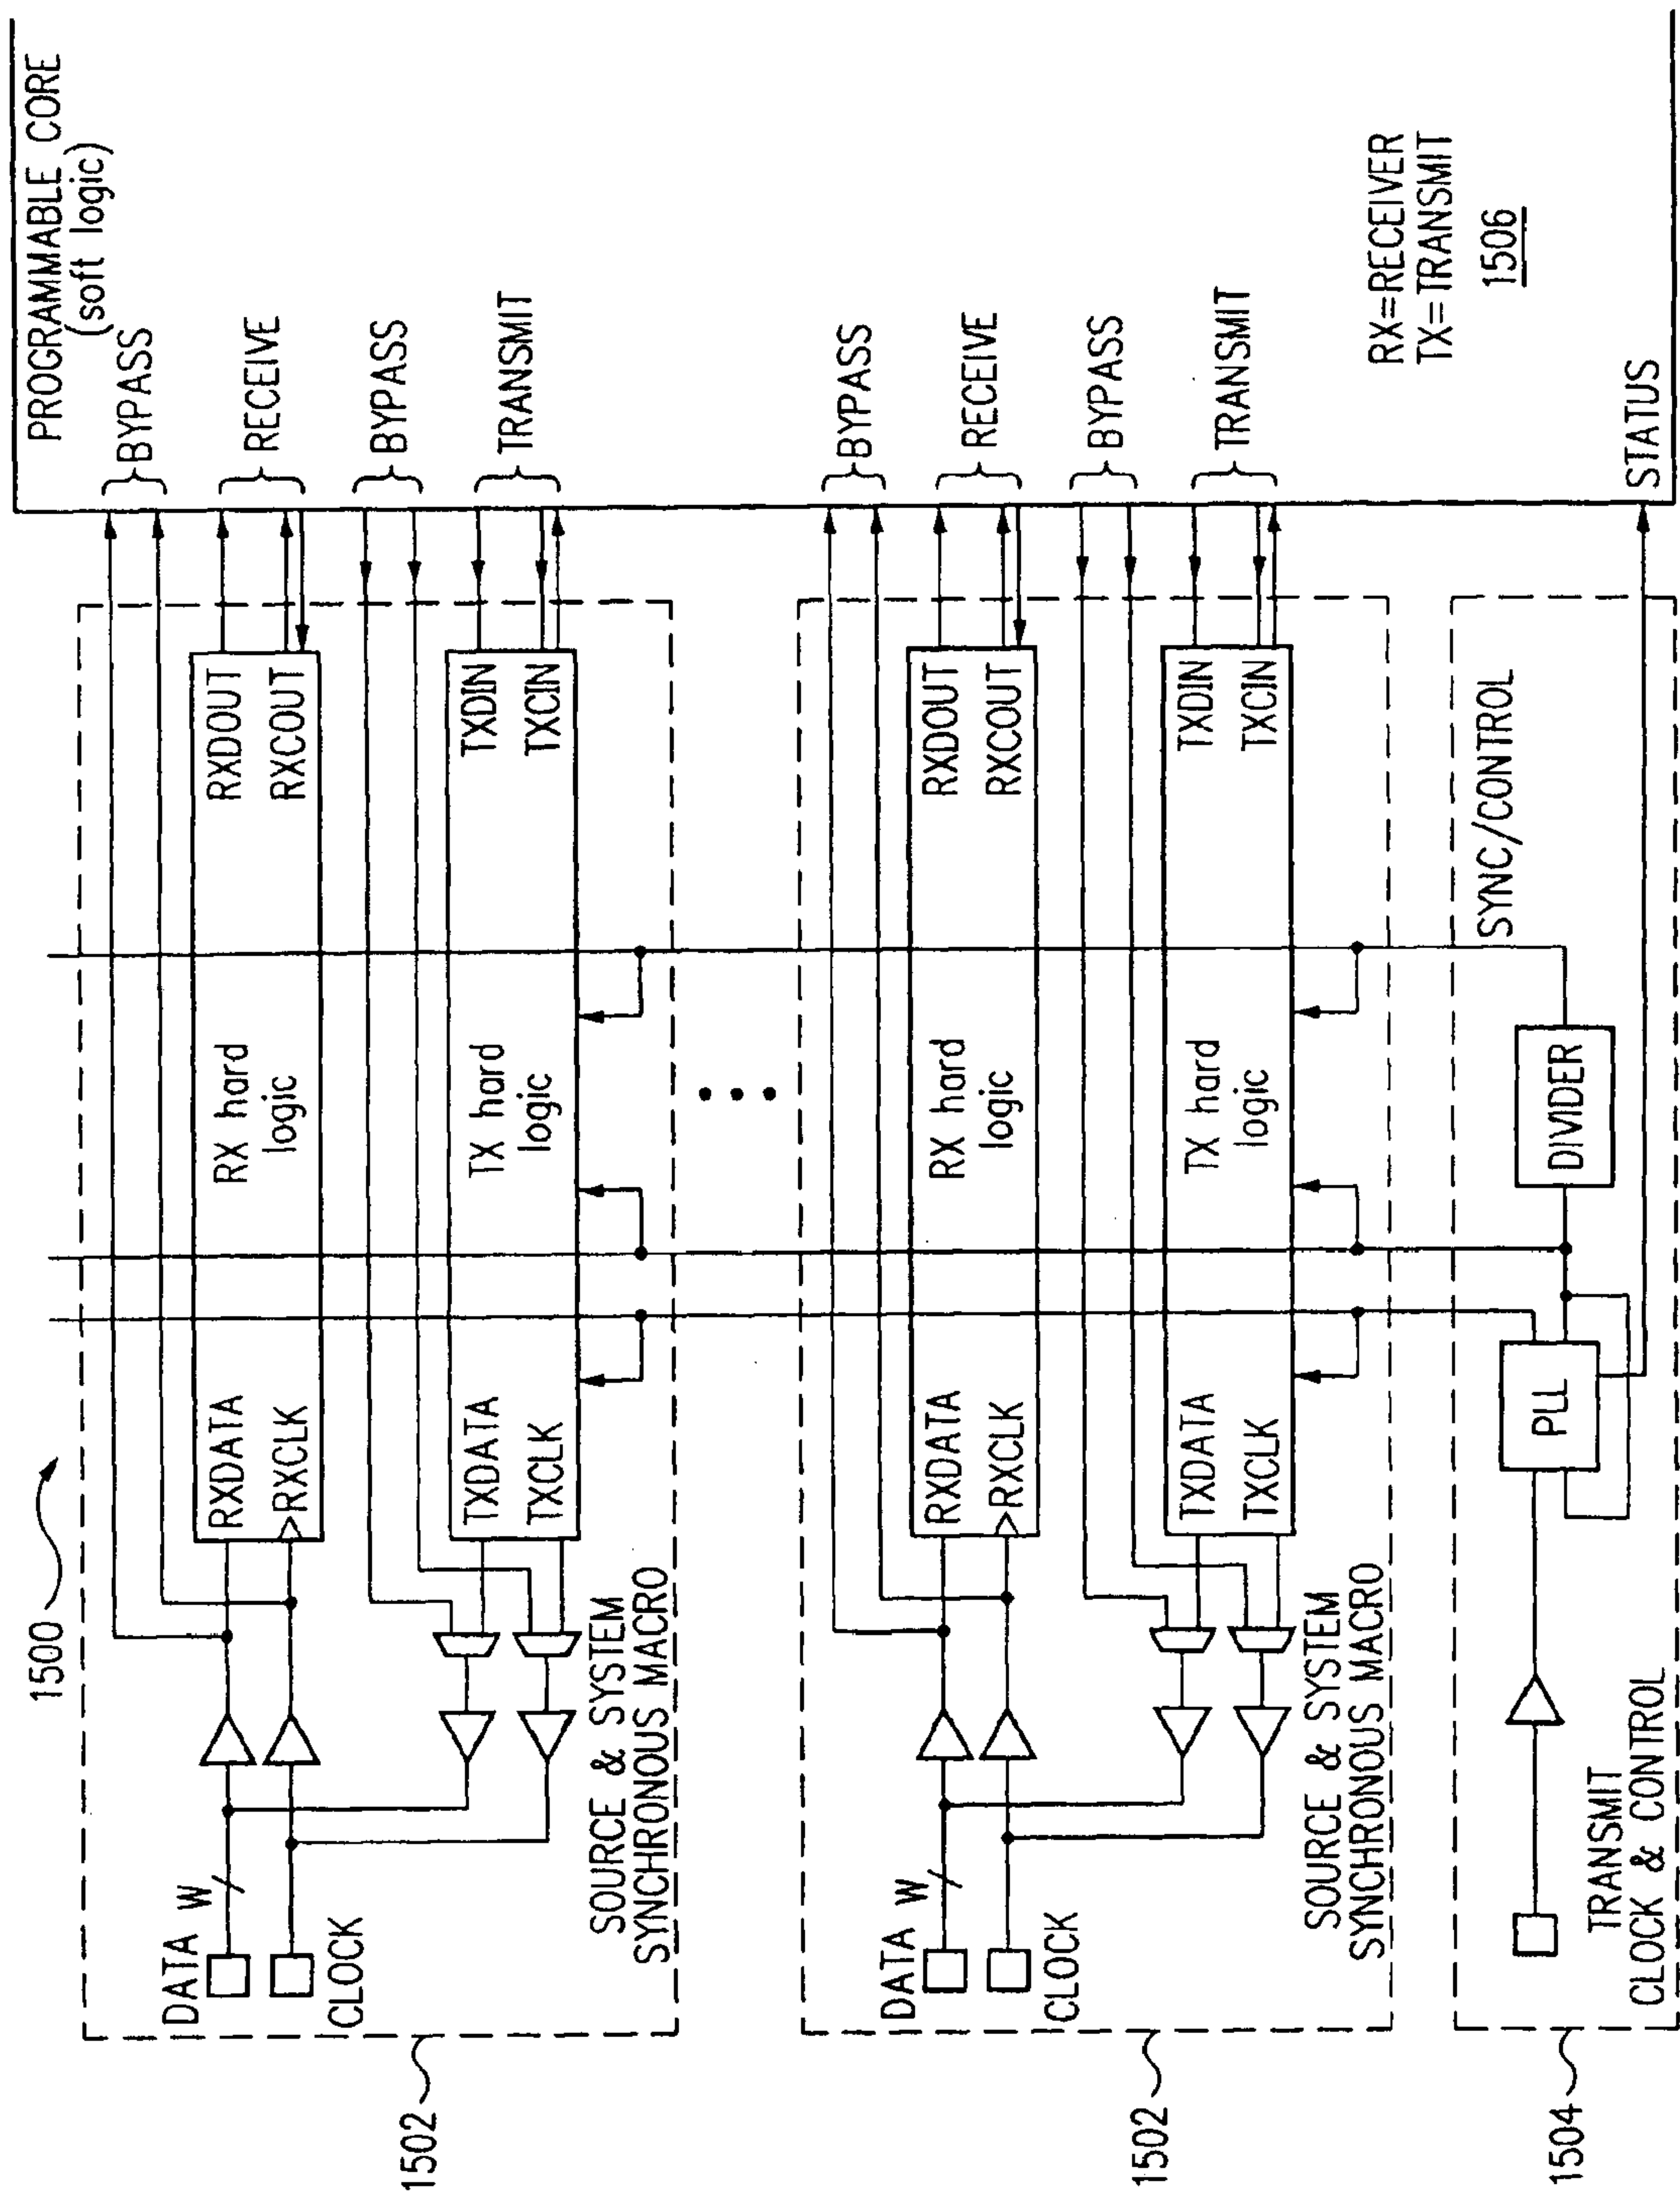 1500
PROGRAMMABLE CORE
(soft logic)
BYPASS
RECEIVE
BYPASS
TRANSMIT
RXDATA
RXCLK
RX hard
logic
RXDOUT
RXCOUT
TXDATA
TXCLK
TX hard
logic
TXDIN
TXCIN
DATA
W
CLOCK
SOURCE & SYSTEM
SYNCHRONOUS MACRO
1502
BYPASS
RECEIVE
BYPASS
TRANSMIT
RXDATA
RXCLK
RX hard
logic
RXDOUT
RXCOUT
TXDATA
TXCLK
TX hard
logic
TXDIN
TXCIN
DATA
W
CLOCK
SOURCE & SYSTEM
SYNCHRONOUS MACRO
1502
RX=RECEIVER
TX=TRANSMIT
1506
SYNC/CONTROL
PLL
DIVIDER
STATUS
TRANSMIT
CLOCK & CONTROL
1504